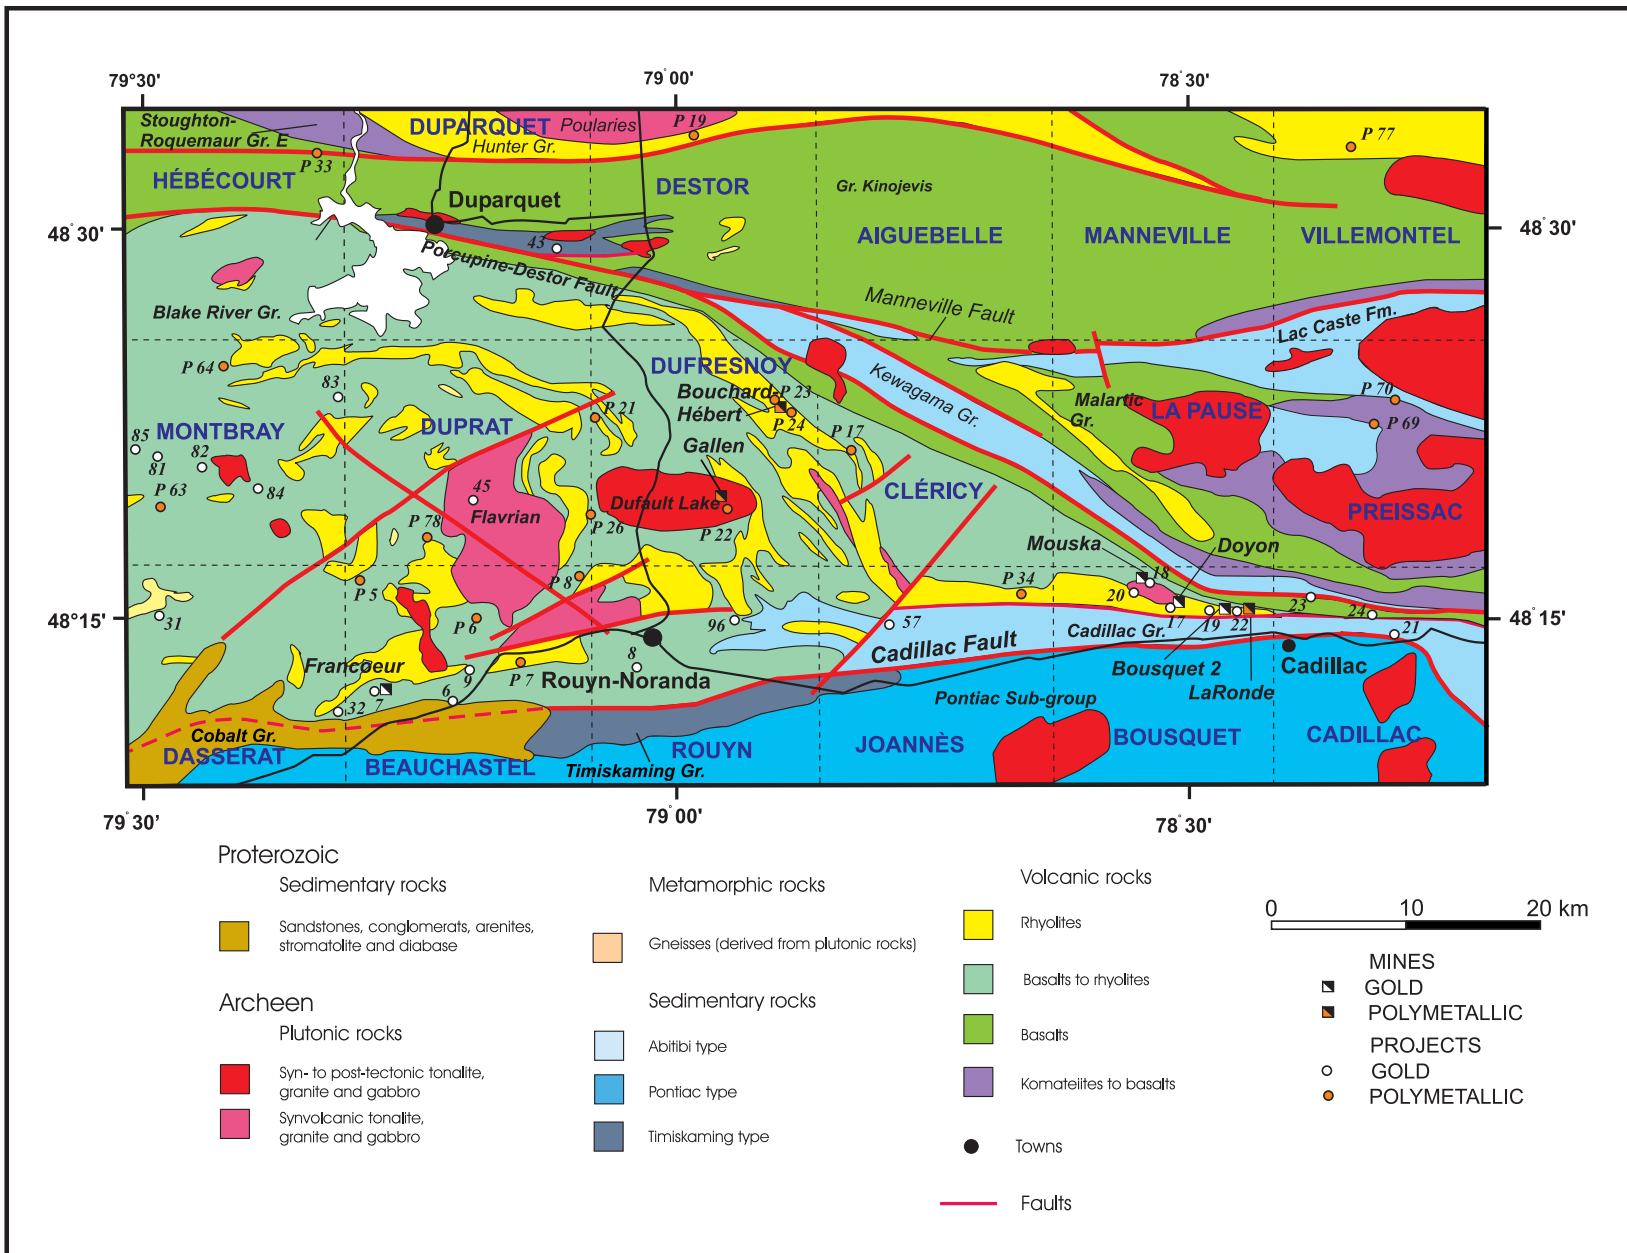 79°30'
79°00'
78°30'
Stoughton-
Roquemaur Gr. E
DUPARQUET
Poularies
P 19
Hunter Gr.
P 77
P 33
HÉBÉCOURT
DESTOR
Gr. Kinojevis
Duparquet
48°30'
48°30'
43
AIGUEBELLE
MANNEVILLE
VILLEMONTEL
Porcupine-Destor Fault
Blake River Gr.
Manneville Fault
Lac Caste Fm.
P 64
DUFRESNOY
Kewagama Gr.
83
Bouchard-
Hébert
P 23
P 24
P 70
Malartic
Gr.
LA PAUSE
P 69
P 21
85
MONTBRAY
DUPRAT
P 17
81
82
Gallen
P 63
84
45
Flavrian
Dufault Lake
CLÉRICY
P 78
P 26
P 22
PREISSAC
Mouska
Doyon
P 5
P 8
P 34
18
20
31
48°15'
P 6
96
57
17
19
22
23
24
21
48°15'
Cadillac Fault
Cadillac Gr.
Francoeur
9
P 7
8
Rouyn-Noranda
Bousquet 2
Cadillac
LaRonde
32
7
6
Pontiac Sub-group
Cobalt Gr.
DASSERAT
BEAUCHASTEL
Timiskaming Gr.
ROUYN
JOANNÈS
BOUSQUET
CADILLAC
79°30'
79°00'
78°30'
Proterozoic
Sedimentary rocks
Sandstones, conglomerats, arenites,
stromatolite and diabase
Archeen
Plutonic rocks
Syn- to post-tectonic tonalite,
granite and gabbro
Synvolcanic tonalite,
granite and gabbro
Metamorphic rocks
Gneisses (derived from plutonic rocks)
Sedimentary rocks
Abitibi type
Pontiac type
Timiskaming type
Volcanic rocks
Rhyolites
Basalts to rhyolites
Basalts
Komateiites to basalts
Towns
Faults
0 10 20 km
MINES
GOLD
POLYMETALLIC
PROJECTS
GOLD
POLYMETALLIC